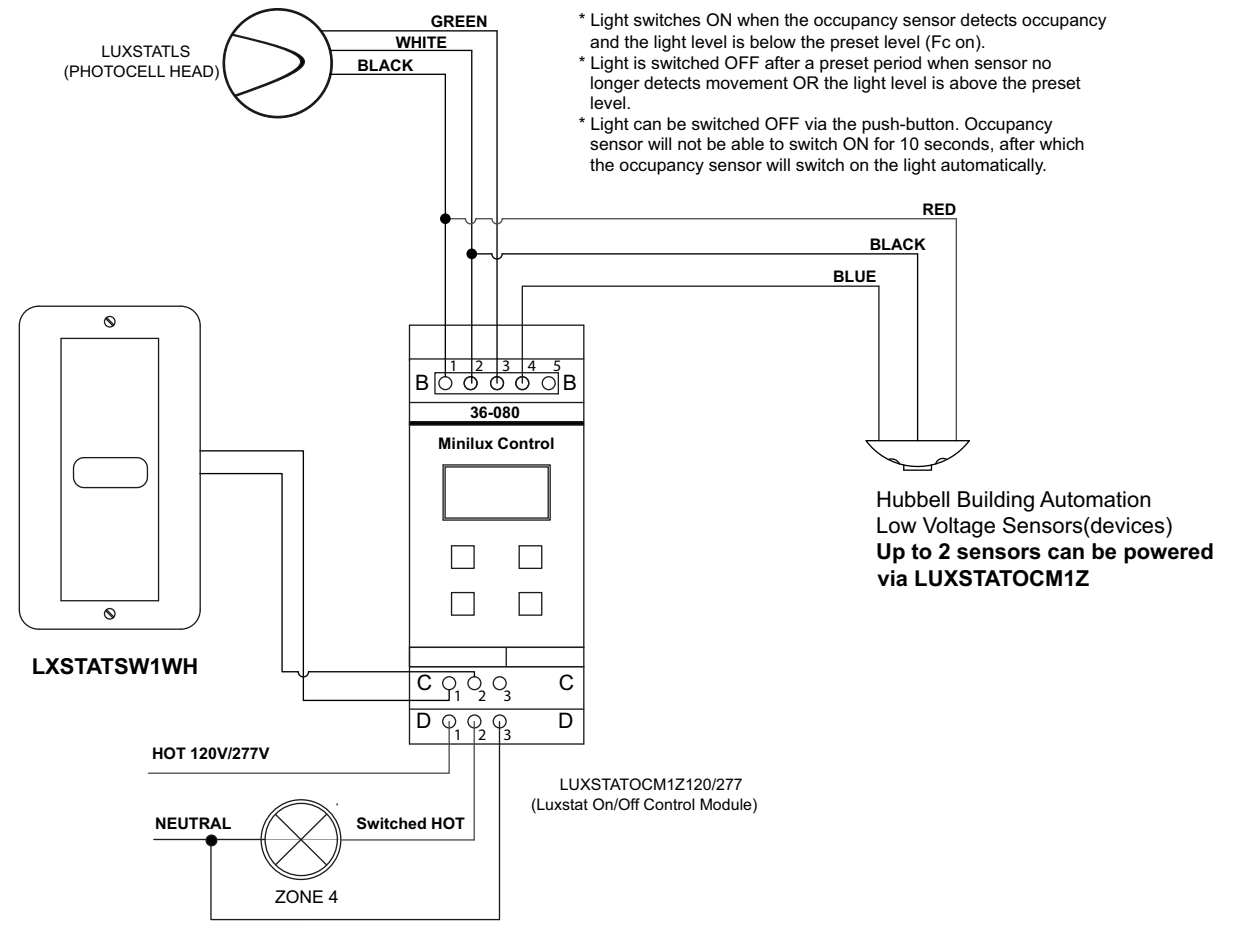 GREEN
WHITE
BLACK
LUXSTATLS
(PHOTOCELL HEAD)
* Light switches ON when the occupancy sensor detects occupancy
and the light level is below the preset level (Fc on).
* Light is switched OFF after a preset period when sensor no
longer detects movement OR the light level is above the preset
level.
* Light can be switched OFF via the push-button. Occupancy
sensor will not be able to switch ON for 10 seconds, after which
the occupancy sensor will switch on the light automatically.
RED
BLACK
BLUE
1 2 3 4 5
B B
36-080
Minilux Control
Hubbell Building Automation
Low Voltage Sensors(devices)
Up to 2 sensors can be powered
via LUXSTATOCM1Z
LXSTATSW1WH
C 1 2 3 C
D 1 2 3 D
HOT 120V/277V
LUXSTATOCM1Z120/277
(Luxstat On/Off Control Module)
NEUTRAL
Switched HOT
ZONE 4